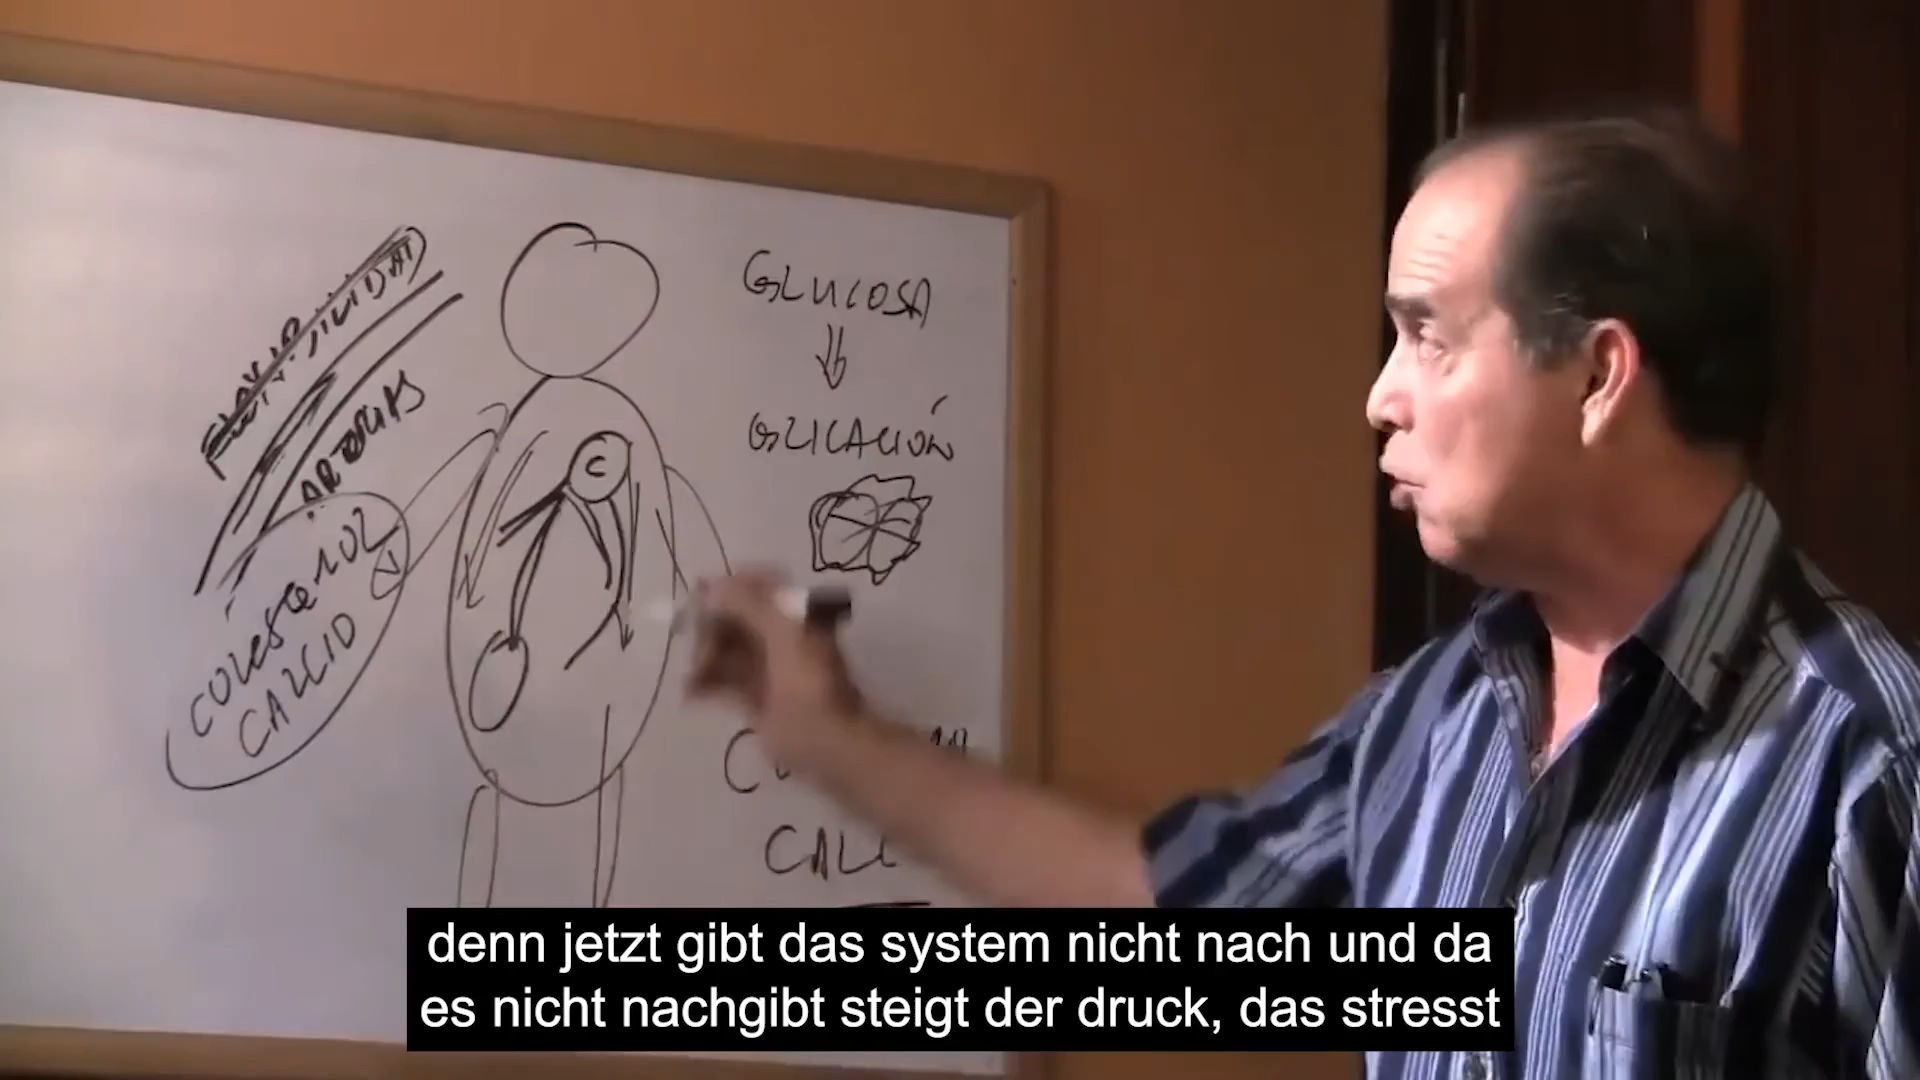 FLEXIBILIDAD
ARTERIAS
COLESTEROL
CALCIO
C
GLUCOSA
GLICACIÓN
denn jetzt gibt das system nicht nach und da
es nicht nachgibt steigt der druck, das stresst